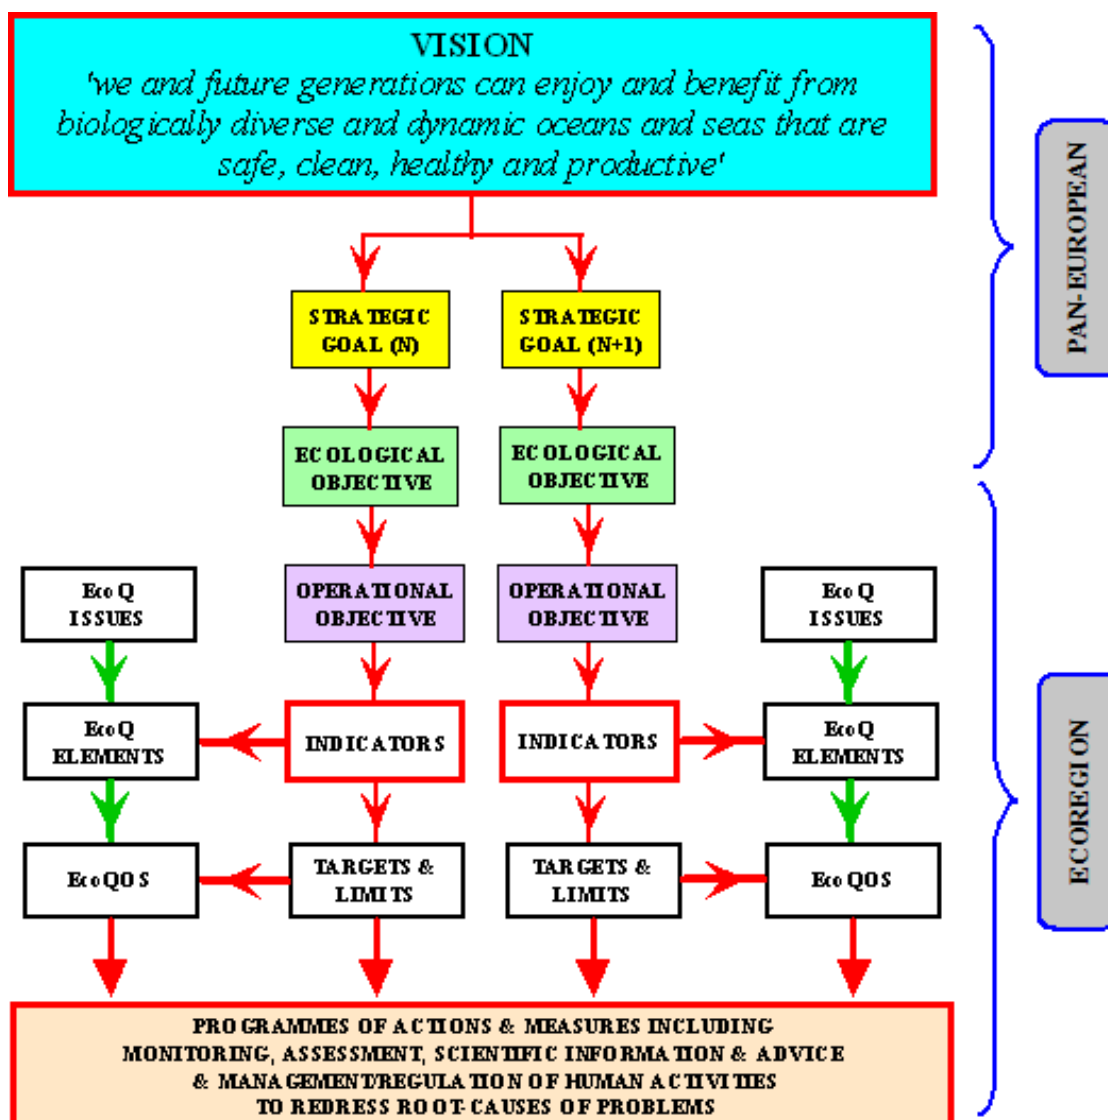 VISION
'we and future generations can enjoy and benefit from
biologically diverse and dynamic oceans and seas that are
safe, clean, healthy and productive'
PAN-EUROPEAN
STRATEGIC
GOAL (N)
STRATEGIC
GOAL (N+1)
ECOLOGICAL
OBJECTIVE
ECOLOGICAL
OBJECTIVE
EcoQ
ISSUES
OPERATIONAL
OBJECTIVE
OPERATIONAL
OBJECTIVE
EcoQ
ISSUES
EcoQ
ELEMENTS
INDICATORS
INDICATORS
EcoQ
ELEMENTS
ECOREGION
EcoQOS
TARGETS &
LIMITS
TARGETS &
LIMITS
EcoQOS
PROGRAMMES OF ACTIONS & MEASURES INCLUDING
MONITORING, ASSESSMENT, SCIENTIFIC INFORMATION & ADVICE
& MANAGEMENT/REGULATION OF HUMAN ACTIVITIES
TO REDRESS ROOT-CAUSES OF PROBLEMS